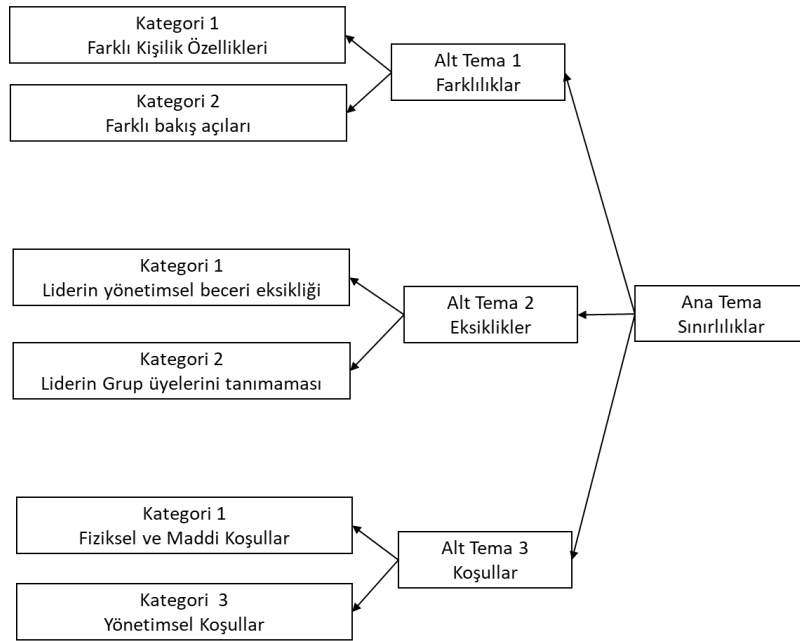 Kategori 1
Farklı Kişilik Özellikleri
Kategori 2
Farklı bakış açıları
Alt Tema 1
Farklılıklar
Kategori 1
Liderin yönetimsel beceri eksikliği
Kategori 2
Liderin Grup üyelerini tanımaması
Alt Tema 2
Eksiklikler
Ana Tema
Sınırlılıklar
Kategori 1
Fiziksel ve Maddi Koşullar
Kategori 3
Yönetimsel Koşullar
Alt Tema 3
Koşullar